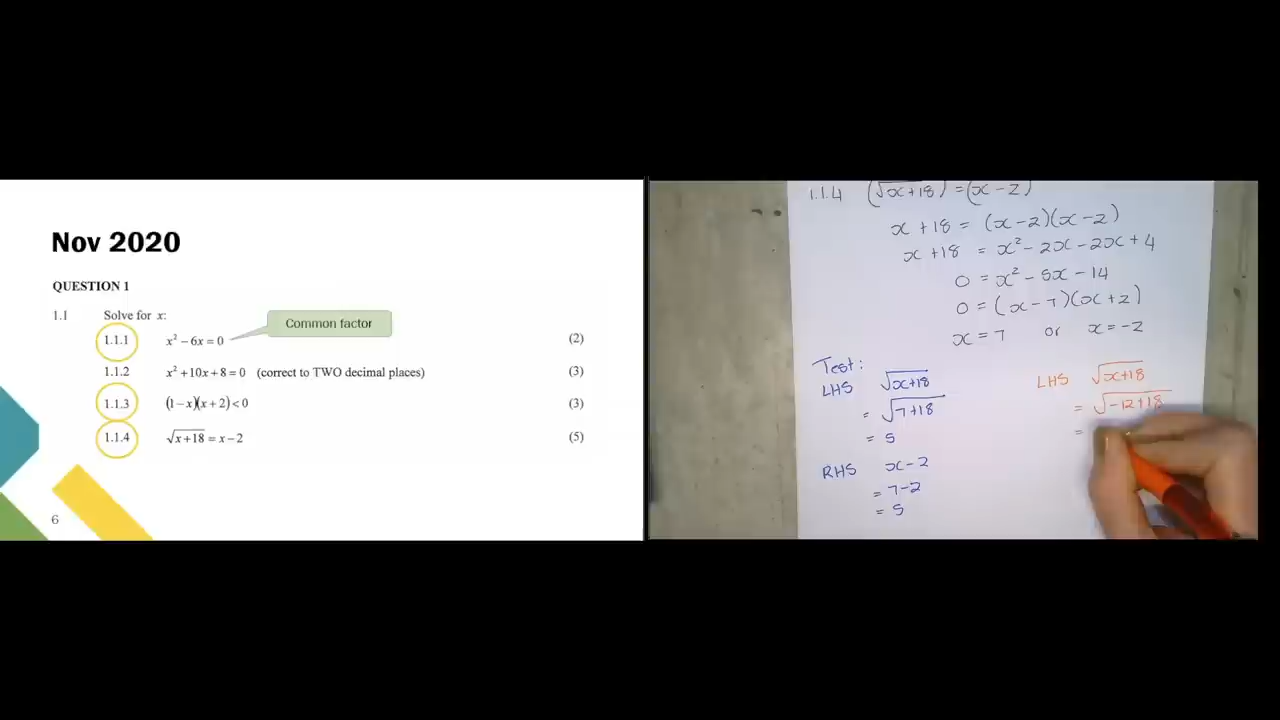 Nov 2020
QUESTION 1
1.1 Solve for x:
1.1.1 x² − 6x = 0 (2)
Common factor
1.1.2 x² + 10x + 8 = 0 (correct to TWO decimal places) (3)
1.1.3 (1−x)(x+2) < 0 (3)
1.1.4 √x+18 = x − 2 (5)
6
1.1.4 (√x+18) = (x − 2)
x + 18 = (x−2)(x−2)
x + 18 = x² − 2x − 2x + 4
0 = x² − 5x − 14
0 = (x − 7)(x + 2)
x = 7 or x = −2
Test:
LHS √x+18
= √7+18
= 5
RHS x − 2
= 7−2
= 5
LHS √x+18
= √−12+18
=